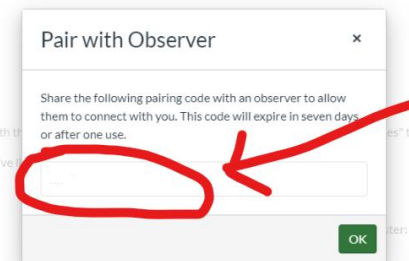 Pair with Observer ×
Share the following pairing code with an observer to allow
them to connect with you. This code will expire in seven days
or after one use.
OK